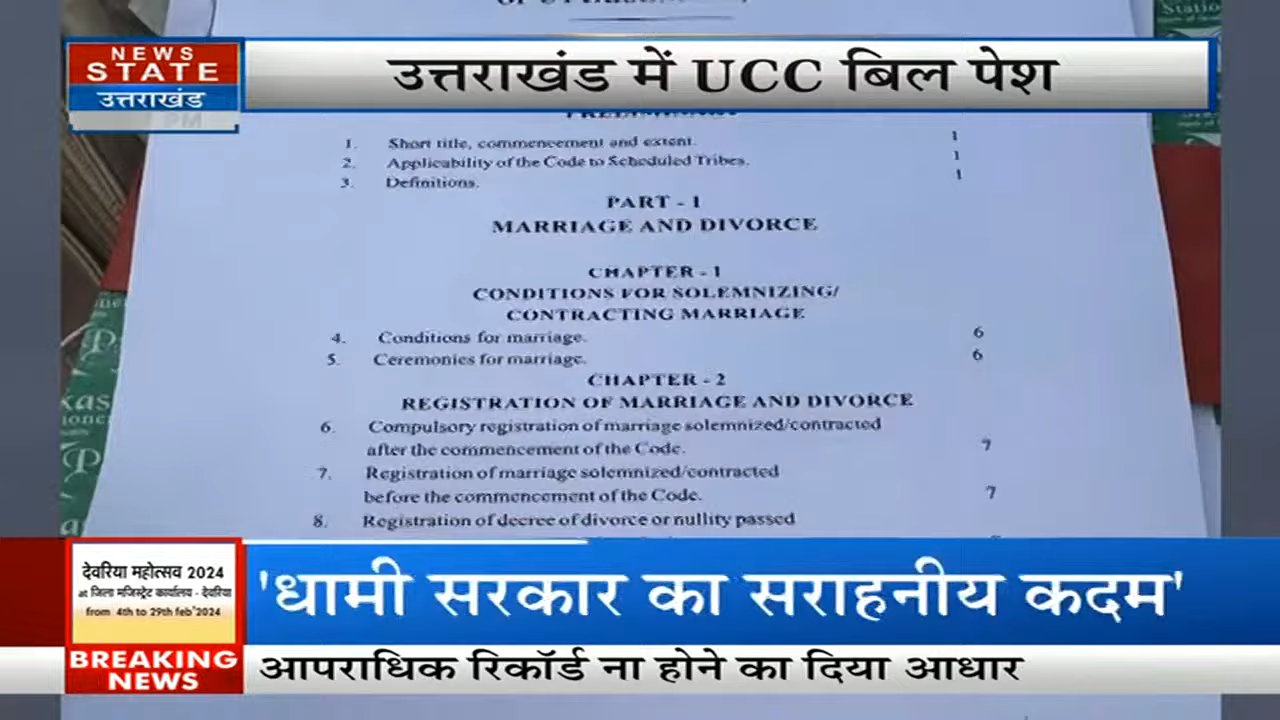 NEWS
STATE
उत्तराखंड
उत्तराखंड में UCC बिल पेश
1. Short title, commencement and extent. 1
2. Applicability of the Code to Scheduled Tribes. 1
3. Definitions. 1
PART - 1
MARRIAGE AND DIVORCE
CHAPTER - 1
CONDITIONS FOR SOLEMNIZING/
CONTRACTING MARRIAGE
4. Conditions for marriage. 6
5. Ceremonies for marriage. 6
CHAPTER - 2
REGISTRATION OF MARRIAGE AND DIVORCE
6. Compulsory registration of marriage solemnized/contracted
after the commencement of the Code. 7
7. Registration of marriage solemnized/contracted
before the commencement of the Code. 7
8. Registration of decree of divorce or nullity passed
देवरिया महोत्सव 2024
at जिला मजिस्ट्रेट कार्यालय - देवरिया
from 4th to 29th feb'2024
'धामी सरकार का सराहनीय कदम'
BREAKING
NEWS
आपराधिक रिकॉर्ड ना होने का दिया आधार